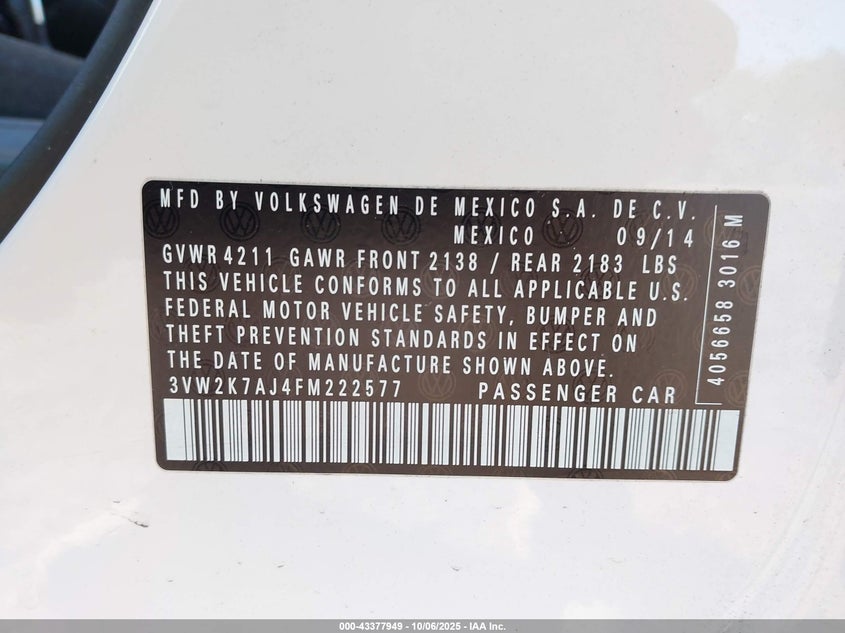 MFD BY VOLKSWAGEN DE MEXICO S.A. DE C.V.
MEXICO 09/14
GVWR 4211 GAWR FRONT 2138 / REAR 2183 LBS
THIS VEHICLE CONFORMS TO ALL APPLICABLE U.S.
FEDERAL MOTOR VEHICLE SAFETY, BUMPER AND
THEFT PREVENTION STANDARDS IN EFFECT ON
THE DATE OF MANUFACTURE SHOWN ABOVE.
3VW2K7AJ4FM222577 PASSENGER CAR
4056658 3016 M
000-43377949 | 10/06/2025 - IAA Inc.